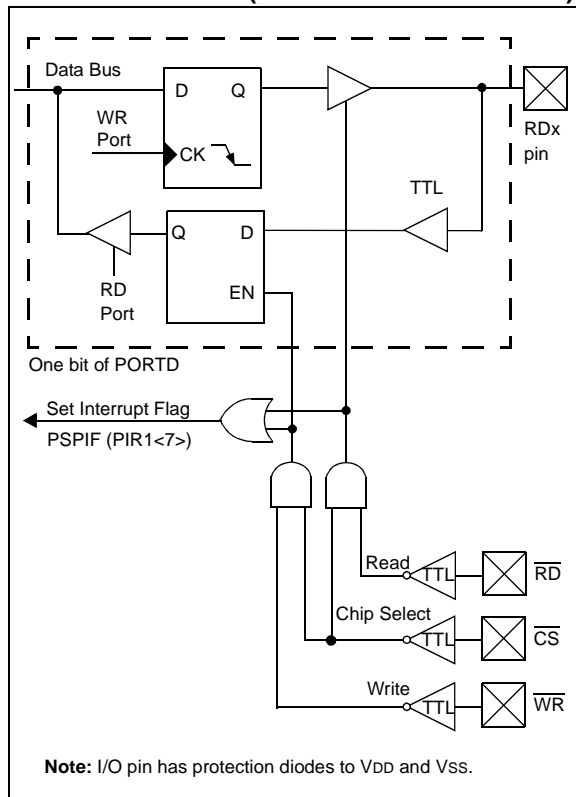 Data Bus
D Q
WR
Port
CK
RDx
pin
TTL
Q D
RD
Port
EN
One bit of PORTD
Set Interrupt Flag
PSPIF (PIR1<7>)
Read
TTL
RD
Chip Select
TTL
CS
Write
TTL
WR
Note: I/O pin has protection diodes to VDD and VSS.